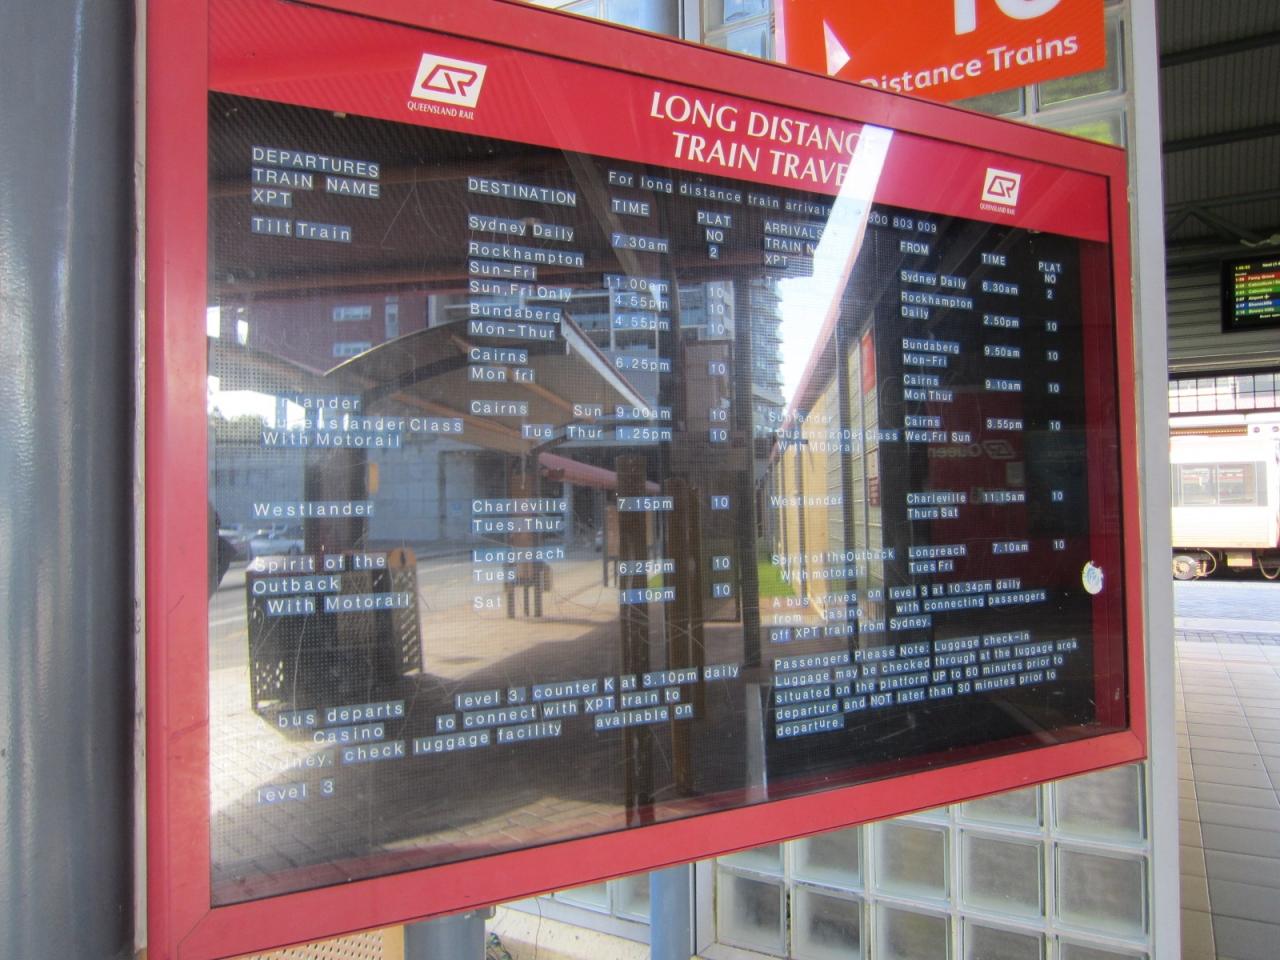 Distance Trains
QUEENSLAND RAIL
LONG DISTANCE
TRAIN TRAVEL
QUEENSLAND RAIL
For long distance train arrivals 800 803 009
DEPARTURES
TRAIN NAME DESTINATION TIME PLAT
NO
XPT Sydney Daily 7.30am 2
Tilt Train Rockhampton
Sun-Fri 11.00am 10
Sun,Fri Only 4.55pm 10
Bundaberg 4.55pm 10
Mon-Thur
Cairns 6.25pm 10
Mon fri
Cairns Sun 9.00am 10
Queenslander Class Tue Thur 1.25pm 10
With Motorail
Westlander Charleville 7.15pm 10
Tues,Thur
Spirit of the Longreach
Outback Tues 6.25pm 10
With Motorail Sat 1.10pm 10
bus departs level 3, counter K at 3.10pm daily
Casino to connect with XPT train to
Sydney. check luggage facility available on
level 3
ARRIVALS
FROM TIME PLAT
NO
XPT Sydney Daily 6.30am 2
Rockhampton
Daily 2.50pm 10
Bundaberg 9.50am 10
Mon-Fri
Cairns 9.10am 10
Mon Thur
Sunlander Cairns 3.55pm 10
QueenslanDer Class Wed,Fri Sun
With MOtorail
Westlander Charleville 11.15am 10
Thurs Sat
Spirit of the Outback Longreach 7.10am 10
With motorail Tues Fri
A bus arrives on level 3 at 10.34pm daily
from Casino with connecting passengers
off XPT train from Sydney.
Passengers Please Note: Luggage check-in
Luggage may be checked through at the luggage area
situated on the platform UP to 60 minutes prior to
departure and NOT later than 30 minutes prior to
departure.